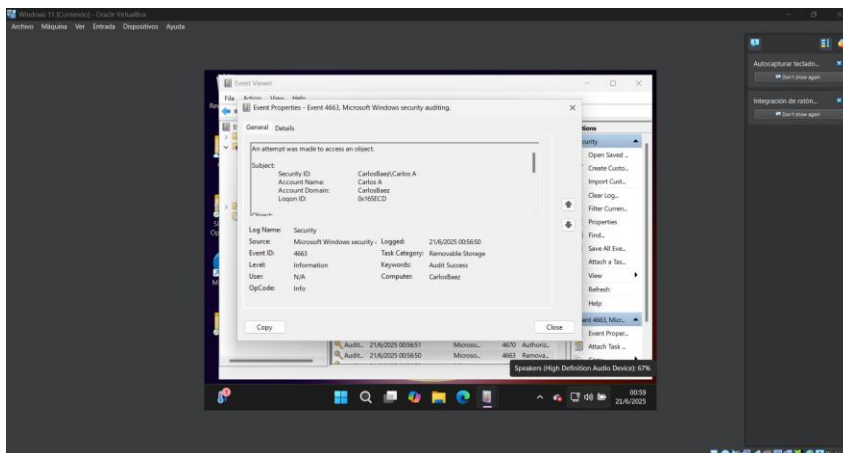 Windows 11 [Corriendo] - Oracle VirtualBox
Archivo Máquina Ver Entrada Dispositivos Ayuda
Autocapturar teclado...
Don't show again
Integración de ratón...
Don't show again
Event Viewer
File Action View Help
Event Properties - Event 4663, Microsoft Windows security auditing.
General Details
An attempt was made to access an object.
Subject:
Security ID: CarlosBaez\Carlos A
Account Name: Carlos A
Account Domain: CarlosBaez
Logon ID: 0x165ECD
Object:
Log Name: Security
Source: Microsoft Windows security Logged: 21/6/2025 00:56:50
Event ID: 4663 Task Category: Removable Storage
Level: Information Keywords: Audit Success
User: N/A Computer: CarlosBaez
OpCode: Info
Copy Close
Open Saved ...
Create Custo...
Import Cust...
Clear Log...
Filter Curren...
Properties
Find...
Save All Eve...
Attach a Tas...
View
Refresh
Help
Event Proper...
Attach Task ...
Audit... 21/6/2025 00:56:51 Microso... 4670 Authoriz...
Audit... 21/6/2025 00:56:50 Microso... 4663 Remova...
Speakers (High Definition Audio Device): 67%
00:59
21/6/2025